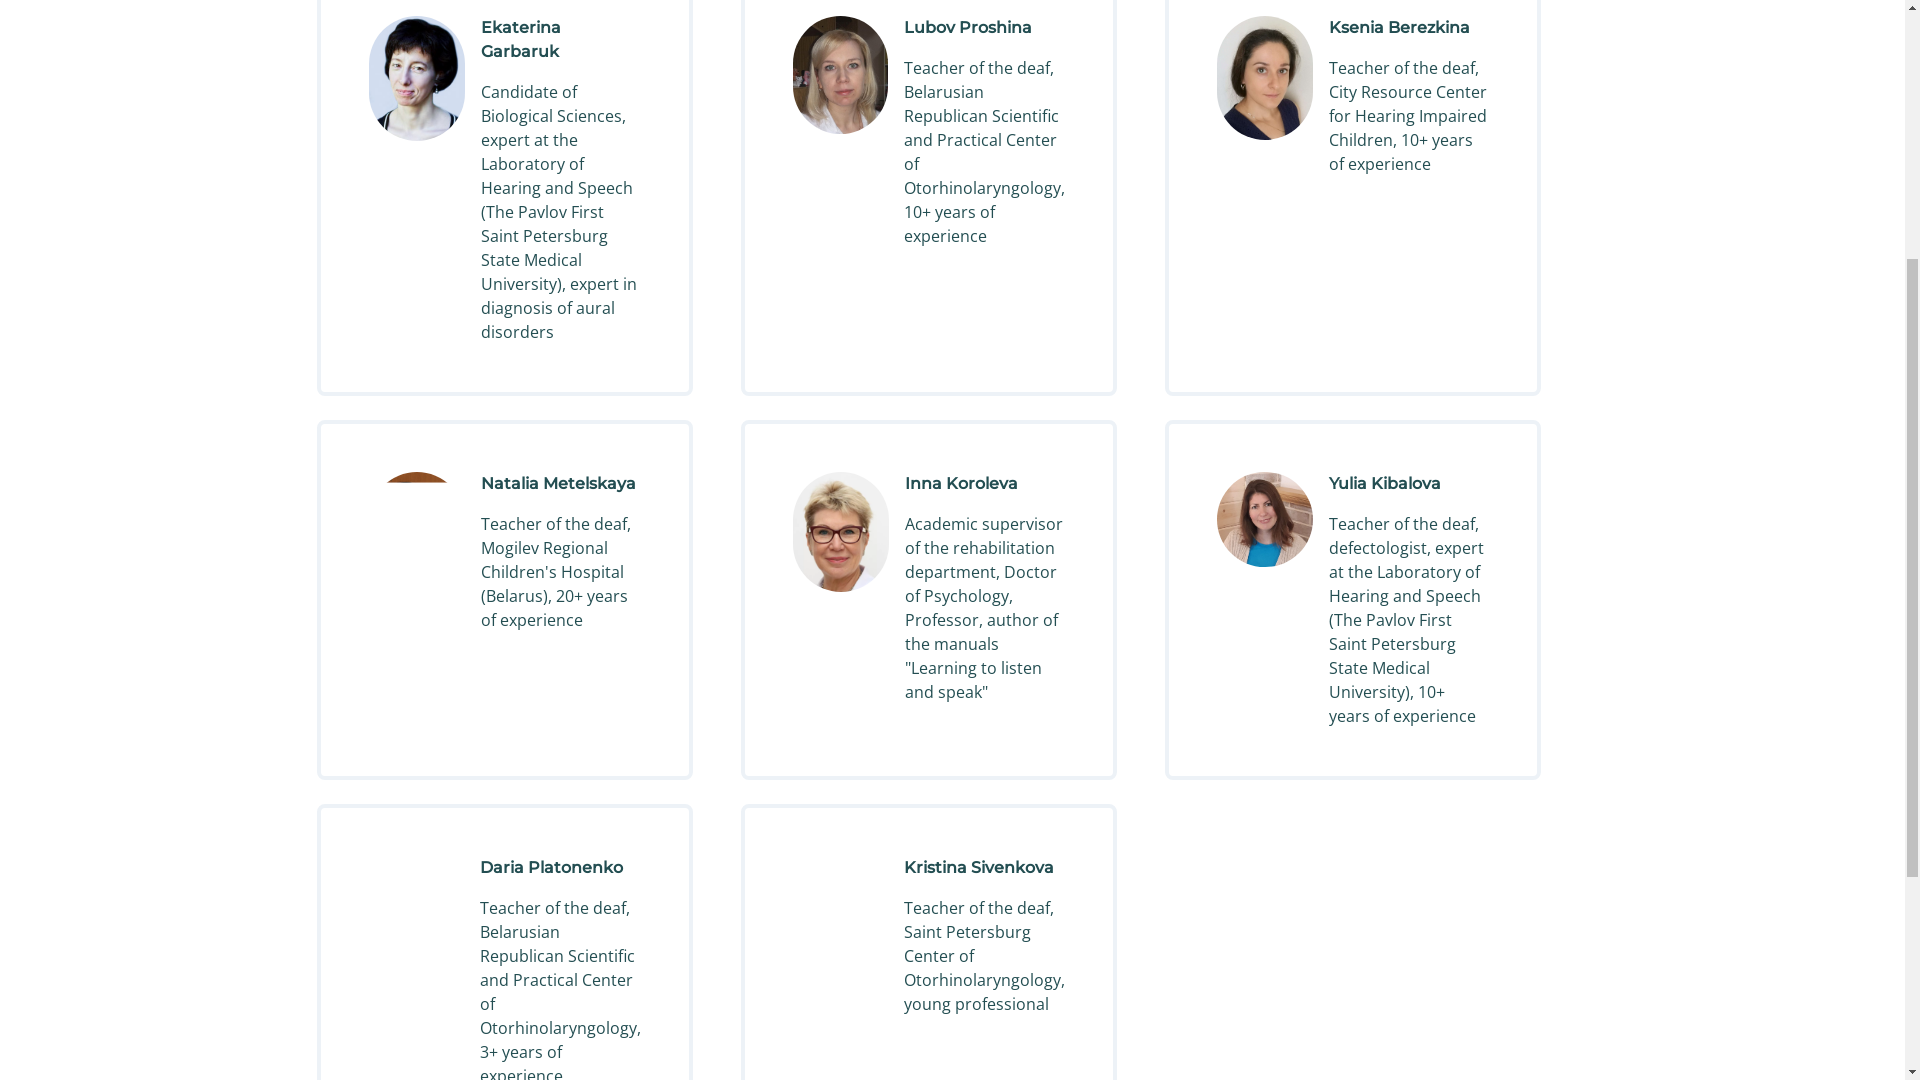 Ekaterina
Garbaruk
Candidate of
Biological Sciences,
expert at the
Laboratory of
Hearing and Speech
(The Pavlov First
Saint Petersburg
State Medical
University), expert in
diagnosis of aural
disorders
Lubov Proshina
Teacher of the deaf,
Belarusian
Republican Scientific
and Practical Center
of
Otorhinolaryngology,
10+ years of
experience
Ksenia Berezkina
Teacher of the deaf,
City Resource Center
for Hearing Impaired
Children, 10+ years
of experience
Natalia Metelskaya
Teacher of the deaf,
Mogilev Regional
Children's Hospital
(Belarus), 20+ years
of experience
Inna Koroleva
Academic supervisor
of the rehabilitation
department, Doctor
of Psychology,
Professor, author of
the manuals
"Learning to listen
and speak"
Yulia Kibalova
Teacher of the deaf,
defectologist, expert
at the Laboratory of
Hearing and Speech
(The Pavlov First
Saint Petersburg
State Medical
University), 10+
years of experience
Daria Platonenko
Teacher of the deaf,
Belarusian
Republican Scientific
and Practical Center
of
Otorhinolaryngology,
3+ years of
experience
Kristina Sivenkova
Teacher of the deaf,
Saint Petersburg
Center of
Otorhinolaryngology,
young professional